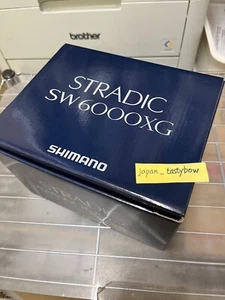 brother
STRADIC
SW6000XG
SHIMANO
japan_tastybow